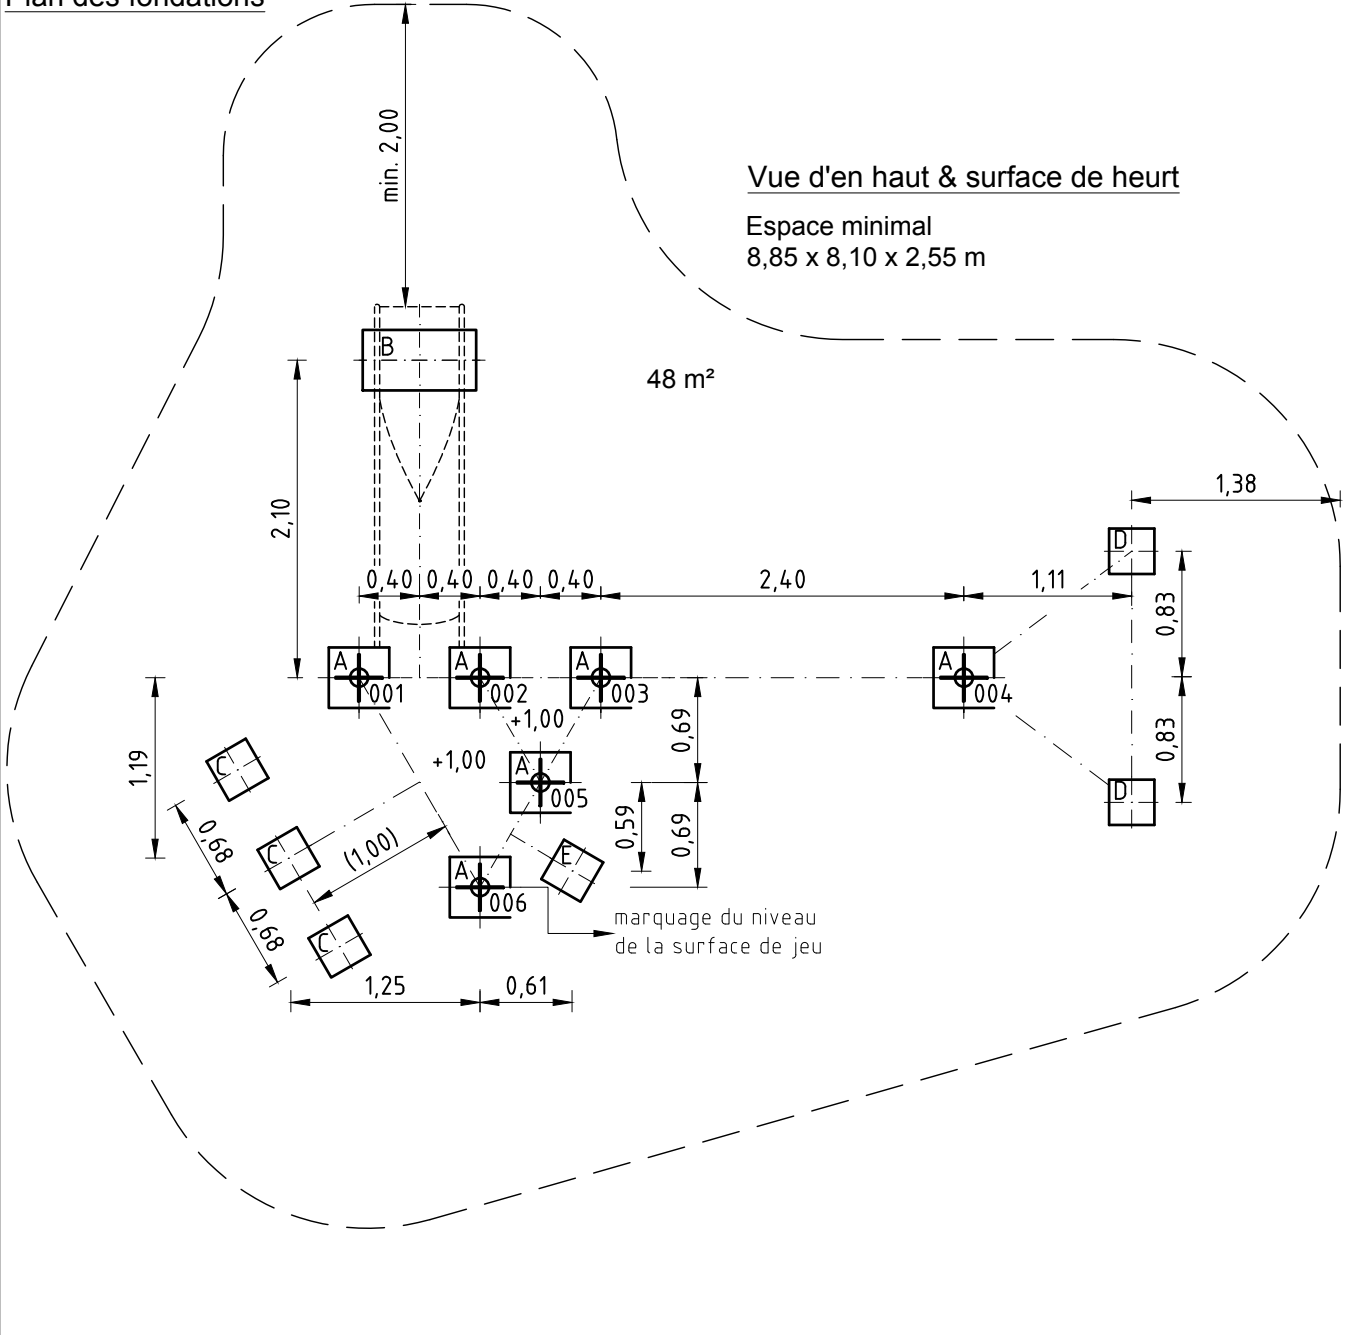 Plan des fondations
min. 2,00
Vue d'en haut & surface de heurt
Espace minimal
8,85 x 8,10 x 2,55 m
B
48 m²
1,38
2,10
D
0,40 0,40 0,40 0,40 2,40 1,11
0,83
A A A A
001 002 003 004
+1,00
0,69
0,83
1,19
+1,00
C
A
005
D
0,68
(1,00)
0,59
0,69
C
A
E
006
marquage du niveau
de la surface de jeu
0,68
C
1,25 0,61